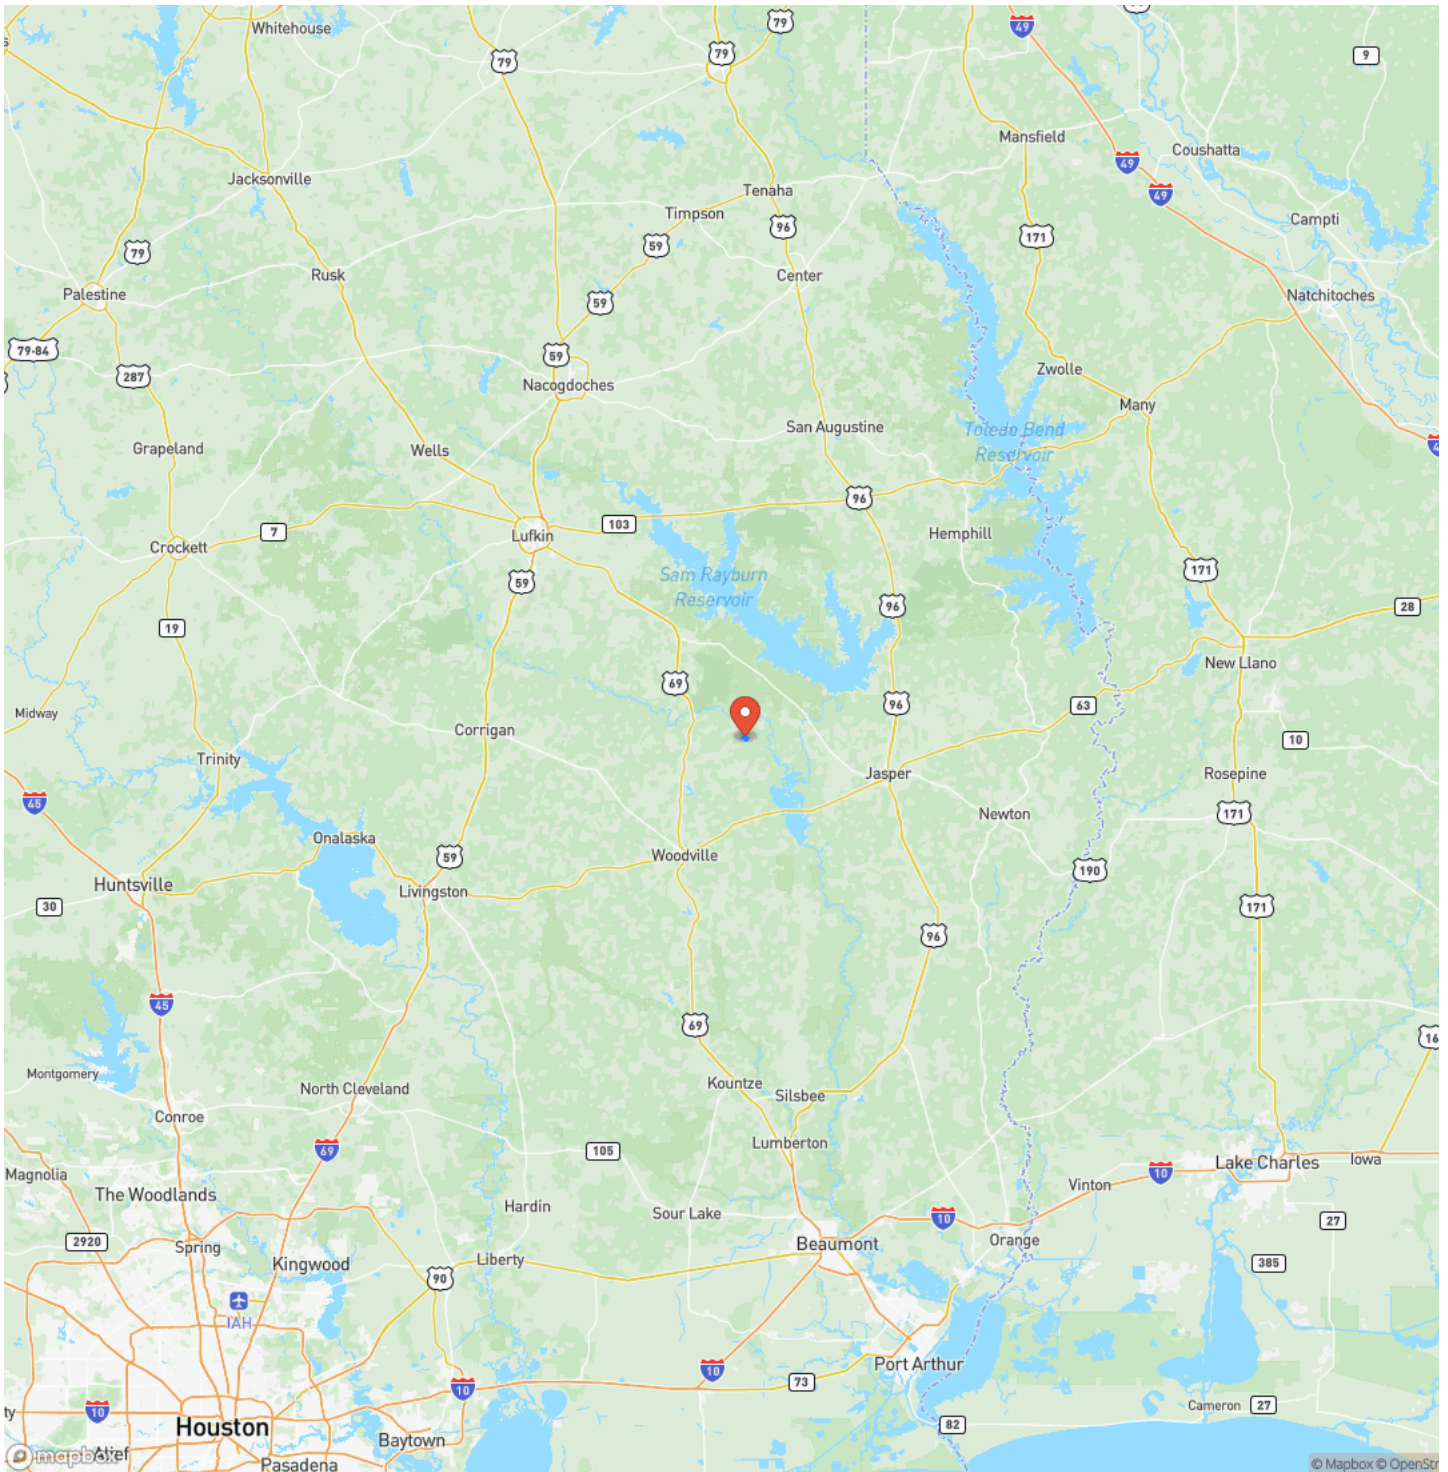 Whitehouse
79
79
79
49
9
s
Mansfield
Coushatta
49
Jacksonville
Tenaha
49
Timpson
Campti
96
171
59
79
Rusk
Center
Palestine
Natchitoches
59
79-84
59
287
Zwolle
Nacogdoches
Many
San Augustine
Toledo Bend
Reservoir
Grapeland
Wells
4
96
103
7
Lufkin
Hemphill
Crockett
59
Sam Rayburn
Reservoir
171
96
28
19
New Llano
69
96
63
Midway
Corrigan
10
Trinity
Jasper
Rosepine
45
Newton
171
Onalaska
59
Woodville
190
Huntsville
Livingston
30
171
96
45
69
16
Montgomery
North Cleveland
Kountze
Silsbee
Conroe
Lumberton
69
105
Magnolia
Lake Charles
Iowa
The Woodlands
10
Vinton
Hardin
Sour Lake
10
27
2920
Spring
Beaumont
Orange
Kingwood
Liberty
385
90
IAH
Port Arthur
10
73
10
Cameron
27
ty
10
Houston
82
Baytown
Alief
mapbox
Pasadena
© Mapbox © OpenStr